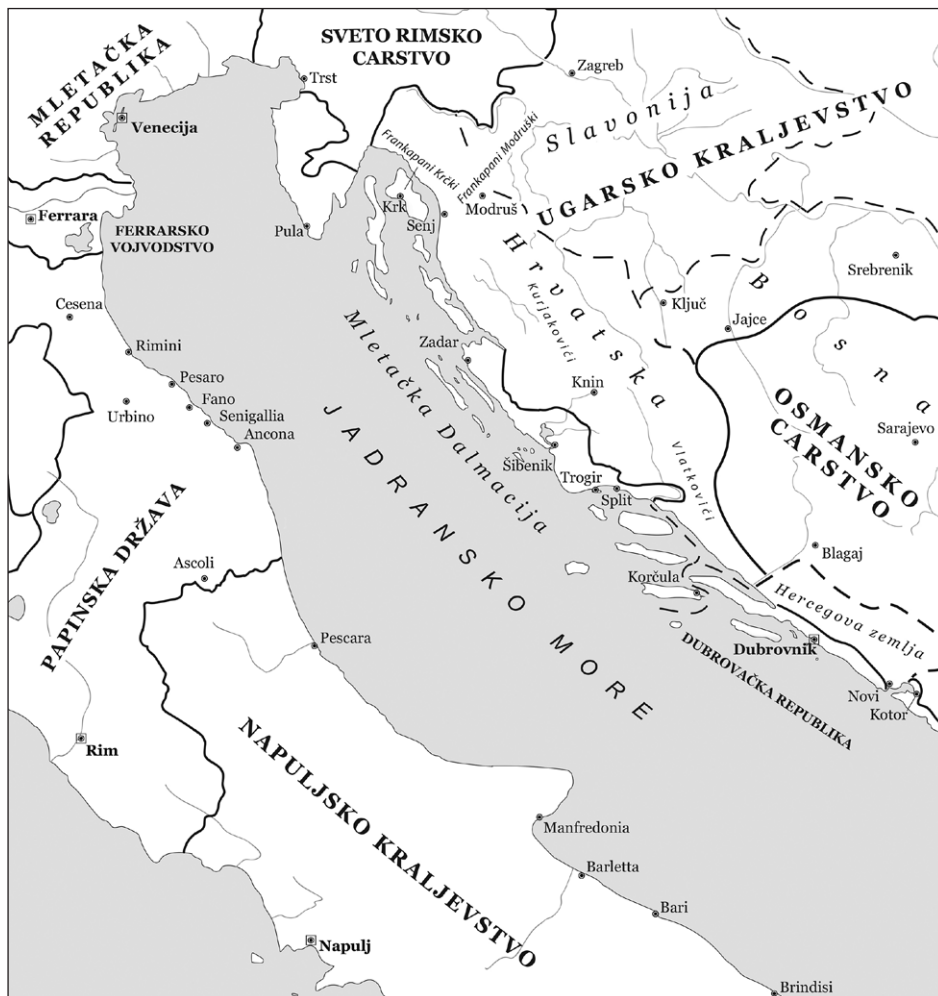 MLETAČKA
REPUBLIKA
SVETO RIMSKO
CARSTVO
Trst
Zagreb
Venecija
Slavonija
UGARSKO KRALJEVSTVO
Frankapani Krčki
Frankapani Modruški
Ferrara
FERRARSKO
VOJVODSTVO
Pula
Krk
Senj
Modruš
Hrvatska
Kurjakovići
Srebrenik
Cesena
Ključ
Jajce
Bosna
Rimini
Mletačka Dalmacija
Zadar
Pesaro
Urbino
Fano
Senigallia
Ancona
Knin
OSMANSKO
CARSTVO
Sarajevo
JADRANSKO MORE
Šibenik
Trogir
Split
Vlatkovići
PAPINSKA DRŽAVA
Blagaj
Ascoli
Korčula
Hercegova zemlja
Pescara
Dubrovnik
DUBROVAČKA REPUBLIKA
Novi
Kotor
Rim
NAPULJSKO KRALJEVSTVO
Manfredonia
Barletta
Bari
Napulj
Brindisi